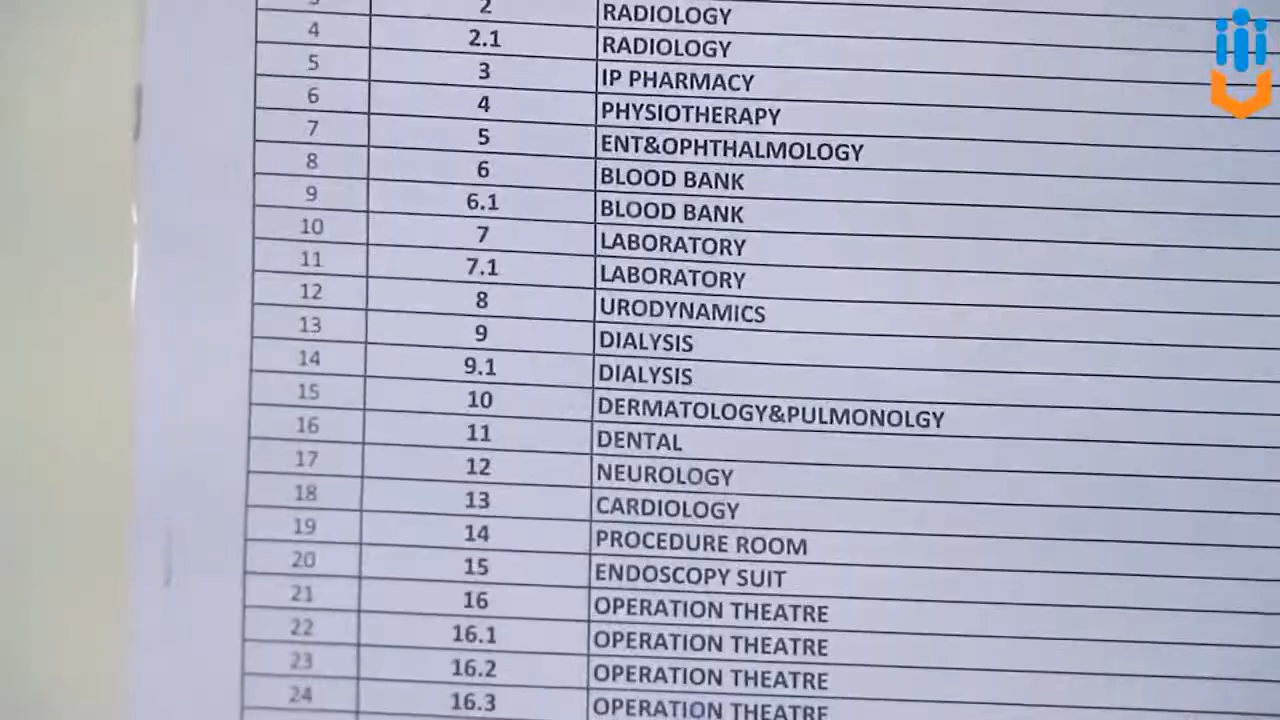 3 2 RADIOLOGY
4 2.1 RADIOLOGY
5 3 IP PHARMACY
6 4 PHYSIOTHERAPY
7 5 ENT&OPHTHALMOLOGY
8 6 BLOOD BANK
9 6.1 BLOOD BANK
10 7 LABORATORY
11 7.1 LABORATORY
12 8 URODYNAMICS
13 9 DIALYSIS
14 9.1 DIALYSIS
15 10 DERMATOLOGY&PULMONOLGY
16 11 DENTAL
17 12 NEUROLOGY
18 13 CARDIOLOGY
19 14 PROCEDURE ROOM
20 15 ENDOSCOPY SUIT
21 16 OPERATION THEATRE
22 16.1 OPERATION THEATRE
23 16.2 OPERATION THEATRE
24 16.3 OPERATION THEATRE